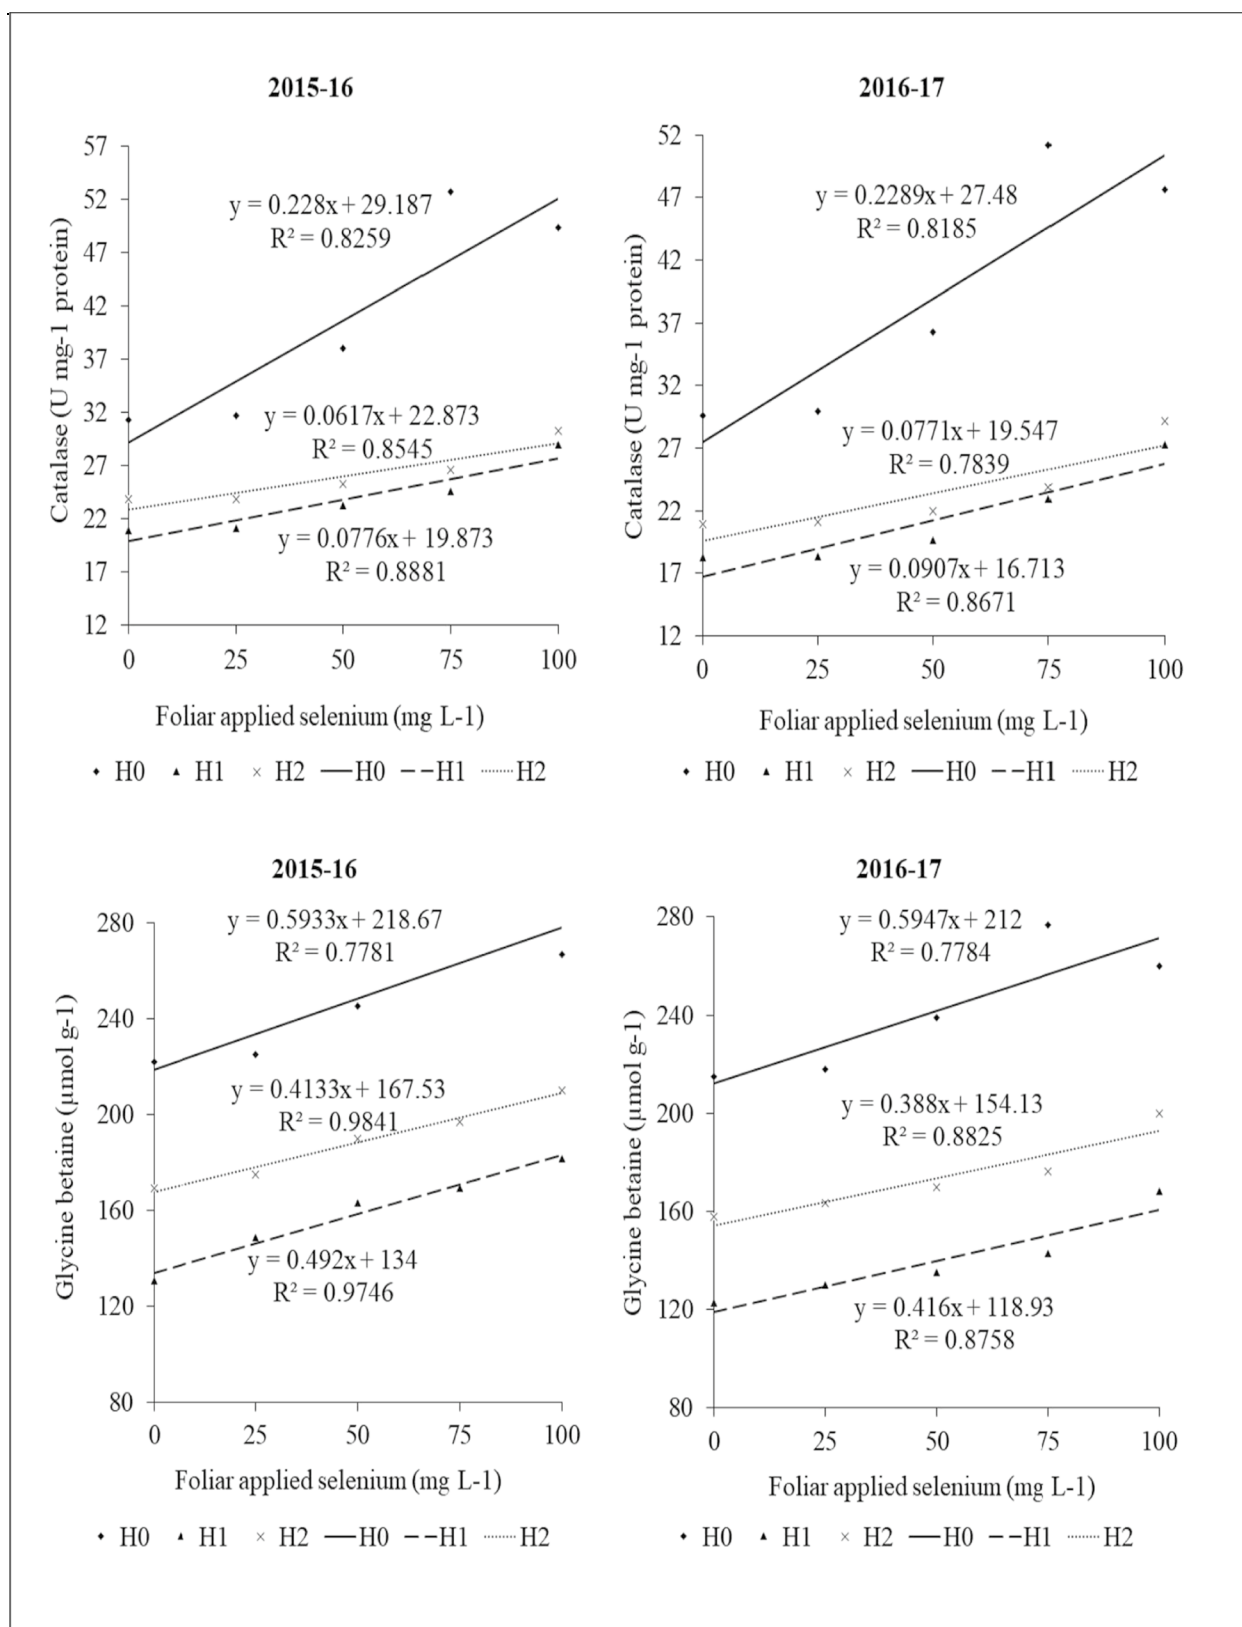 2015-16
57
52
47
42
37
32
27
22
17
12
Catalase (U mg-1 protein)
y = 0.228x + 29.187
R² = 0.8259
y = 0.0617x + 22.873
R² = 0.8545
y = 0.0776x + 19.873
R² = 0.8881
0 25 50 75 100
Foliar applied selenium (mg L-1)
H0 H1 H2 H0 H1 H2
2016-17
52
47
42
37
32
27
22
17
12
Catalase (U mg-1 protein)
y = 0.2289x + 27.48
R² = 0.8185
y = 0.0771x + 19.547
R² = 0.7839
y = 0.0907x + 16.713
R² = 0.8671
0 25 50 75 100
Foliar applied selenium (mg L-1)
H0 H1 H2 H0 H1 H2
2015-16
280
240
200
160
120
80
Glycine betaine (µmol g-1)
y = 0.5933x + 218.67
R² = 0.7781
y = 0.4133x + 167.53
R² = 0.9841
y = 0.492x + 134
R² = 0.9746
0 25 50 75 100
Foliar applied selenium (mg L-1)
H0 H1 H2 H0 H1 H2
2016-17
280
240
200
160
120
80
Glycine betaine (µmol g-1)
y = 0.5947x + 212
R² = 0.7784
y = 0.388x + 154.13
R² = 0.8825
y = 0.416x + 118.93
R² = 0.8758
0 25 50 75 100
Foliar applied selenium (mg L-1)
H0 H1 H2 H0 H1 H2